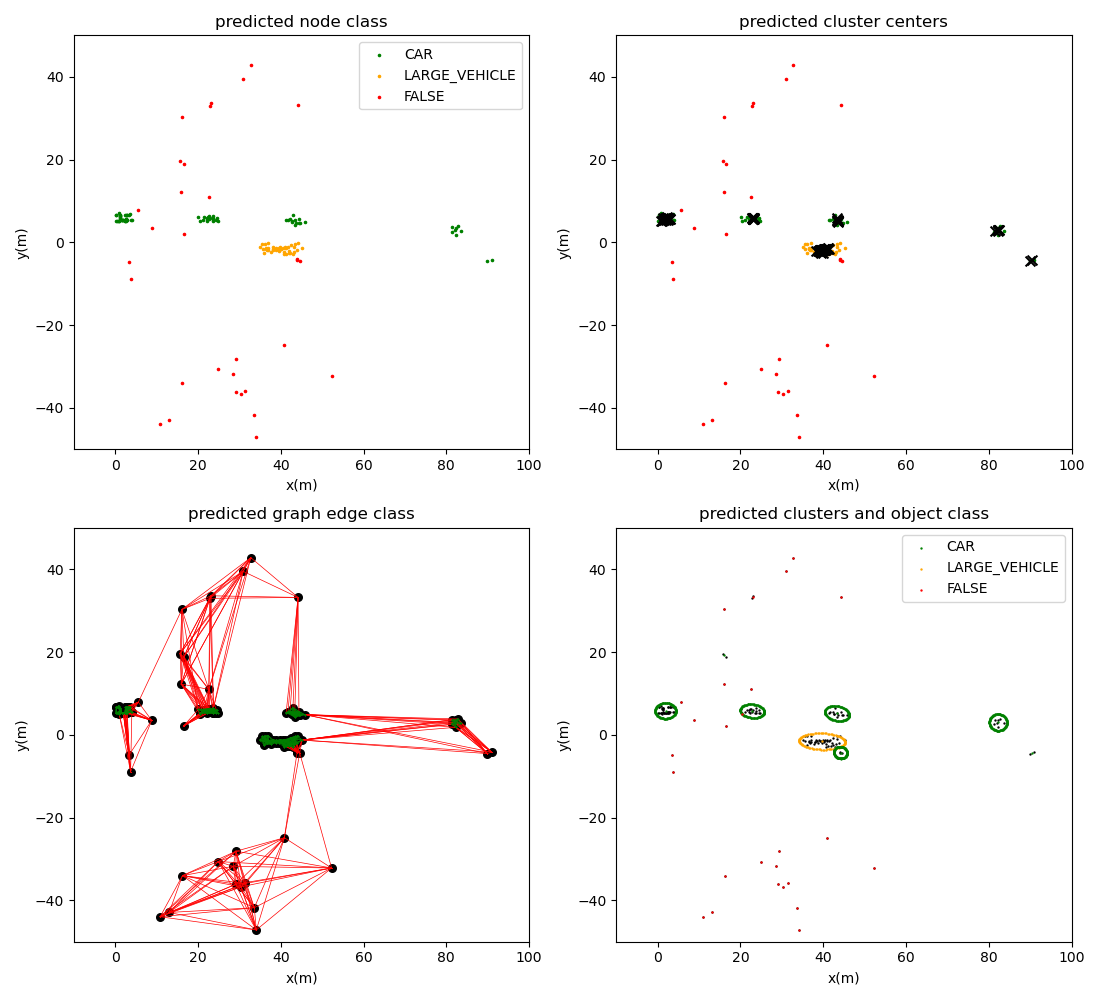 predicted node class
CAR
LARGE_VEHICLE
FALSE
40
20
0
−20
−40
y(m)
0 20 40 60 80 100
x(m)
predicted cluster centers
40
20
0
−20
−40
y(m)
0 20 40 60 80 100
x(m)
predicted graph edge class
40
20
0
−20
−40
y(m)
0 20 40 60 80 100
x(m)
predicted clusters and object class
CAR
LARGE_VEHICLE
FALSE
40
20
0
−20
−40
y(m)
0 20 40 60 80 100
x(m)